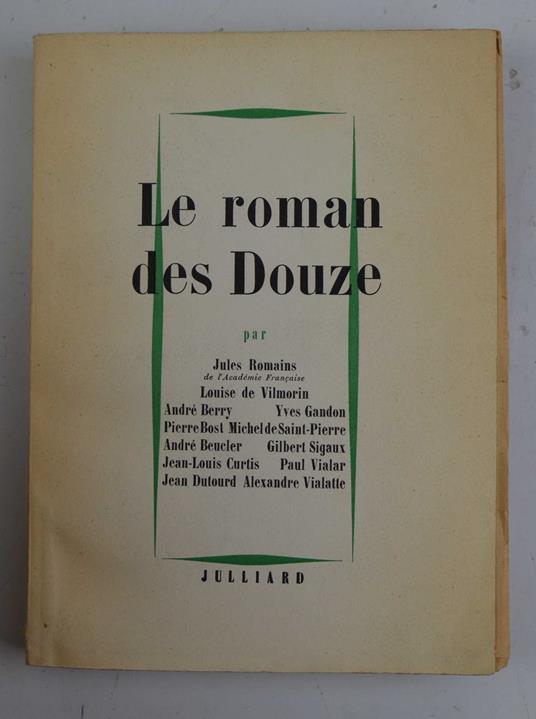 Le roman
des Douze
par
Jules Romains
de l'Académie Française
Louise de Vilmorin
André Berry Yves Gandon
Pierre Bost Michel de Saint-Pierre
André Beucler Gilbert Sigaux
Jean-Louis Curtis Paul Vialar
Jean Dutourd Alexandre Vialatte
JULLIARD